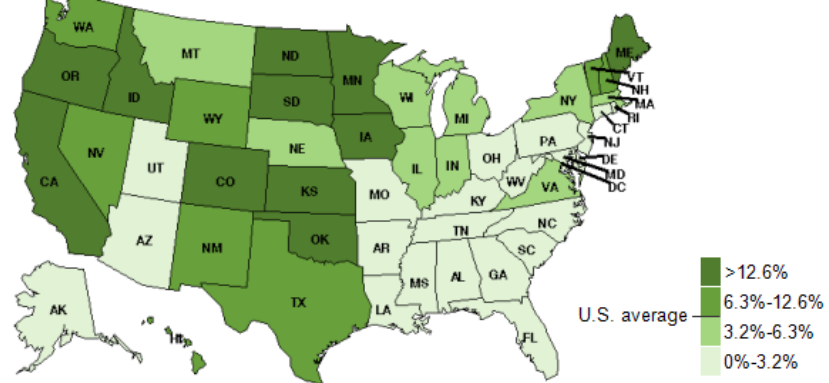 WA
MT
ND
MN
ME
OR
ID
SD
WI
MI
NY
VT
NH
MA
RI
CT
WY
IA
NE
PA
NJ
NV
UT
IL
IN
OH
DE
MD
DC
CA
CO
KS
MO
WV
VA
KY
AZ
NM
OK
AR
TN
NC
SC
MS
AL
GA
TX
LA
AK
HI
FL
>12.6%
6.3%-12.6%
U.S. average
3.2%-6.3%
0%-3.2%